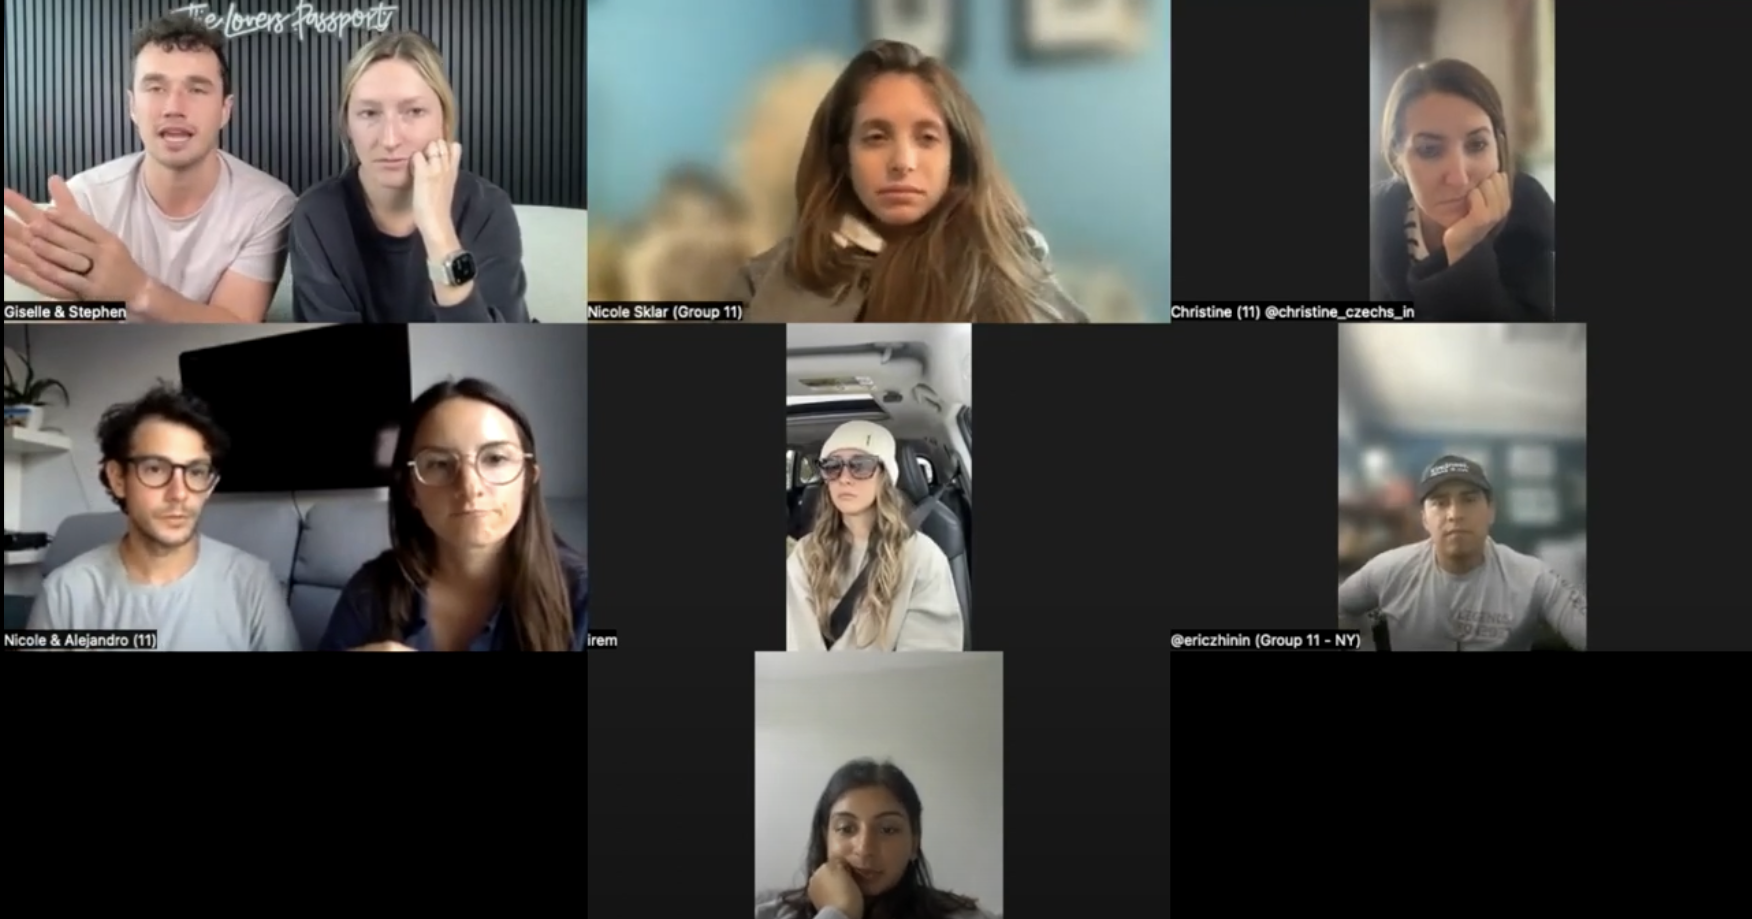 The Lovers Passport
Giselle & Stephen
Nicole Sklar (Group 11)
Christine (11) @christine_czechs_in
Nicole & Alejandro (11)
irem
@ericzhinin (Group 11 - NY)
LEGENDS